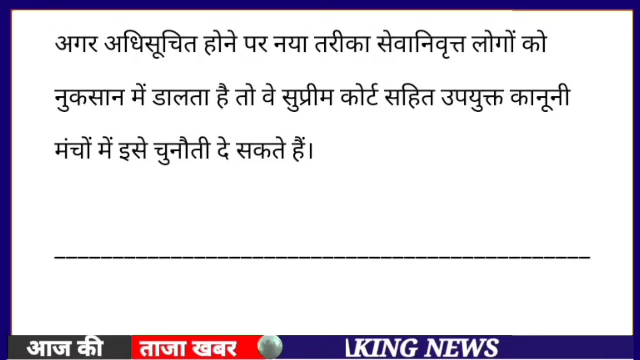 अगर अधिसूचित होने पर नया तरीका सेवानिवृत्त लोगों को
नुकसान में डालता है तो वे सुप्रीम कोर्ट सहित उपयुक्त कानूनी
मंचों में इसे चुनौती दे सकते हैं।
आज की ताजा खबर KING NEWS